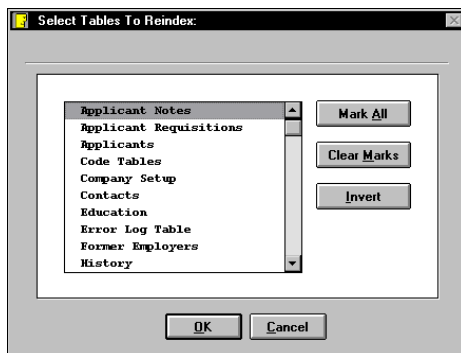 Select Tables To Reindex:
Applicant Notes
Applicant Requisitions
Applicants
Code Tables
Company Setup
Contacts
Education
Error Log Table
Former Employers
History
Mark All
Clear Marks
Invert
OK
Cancel